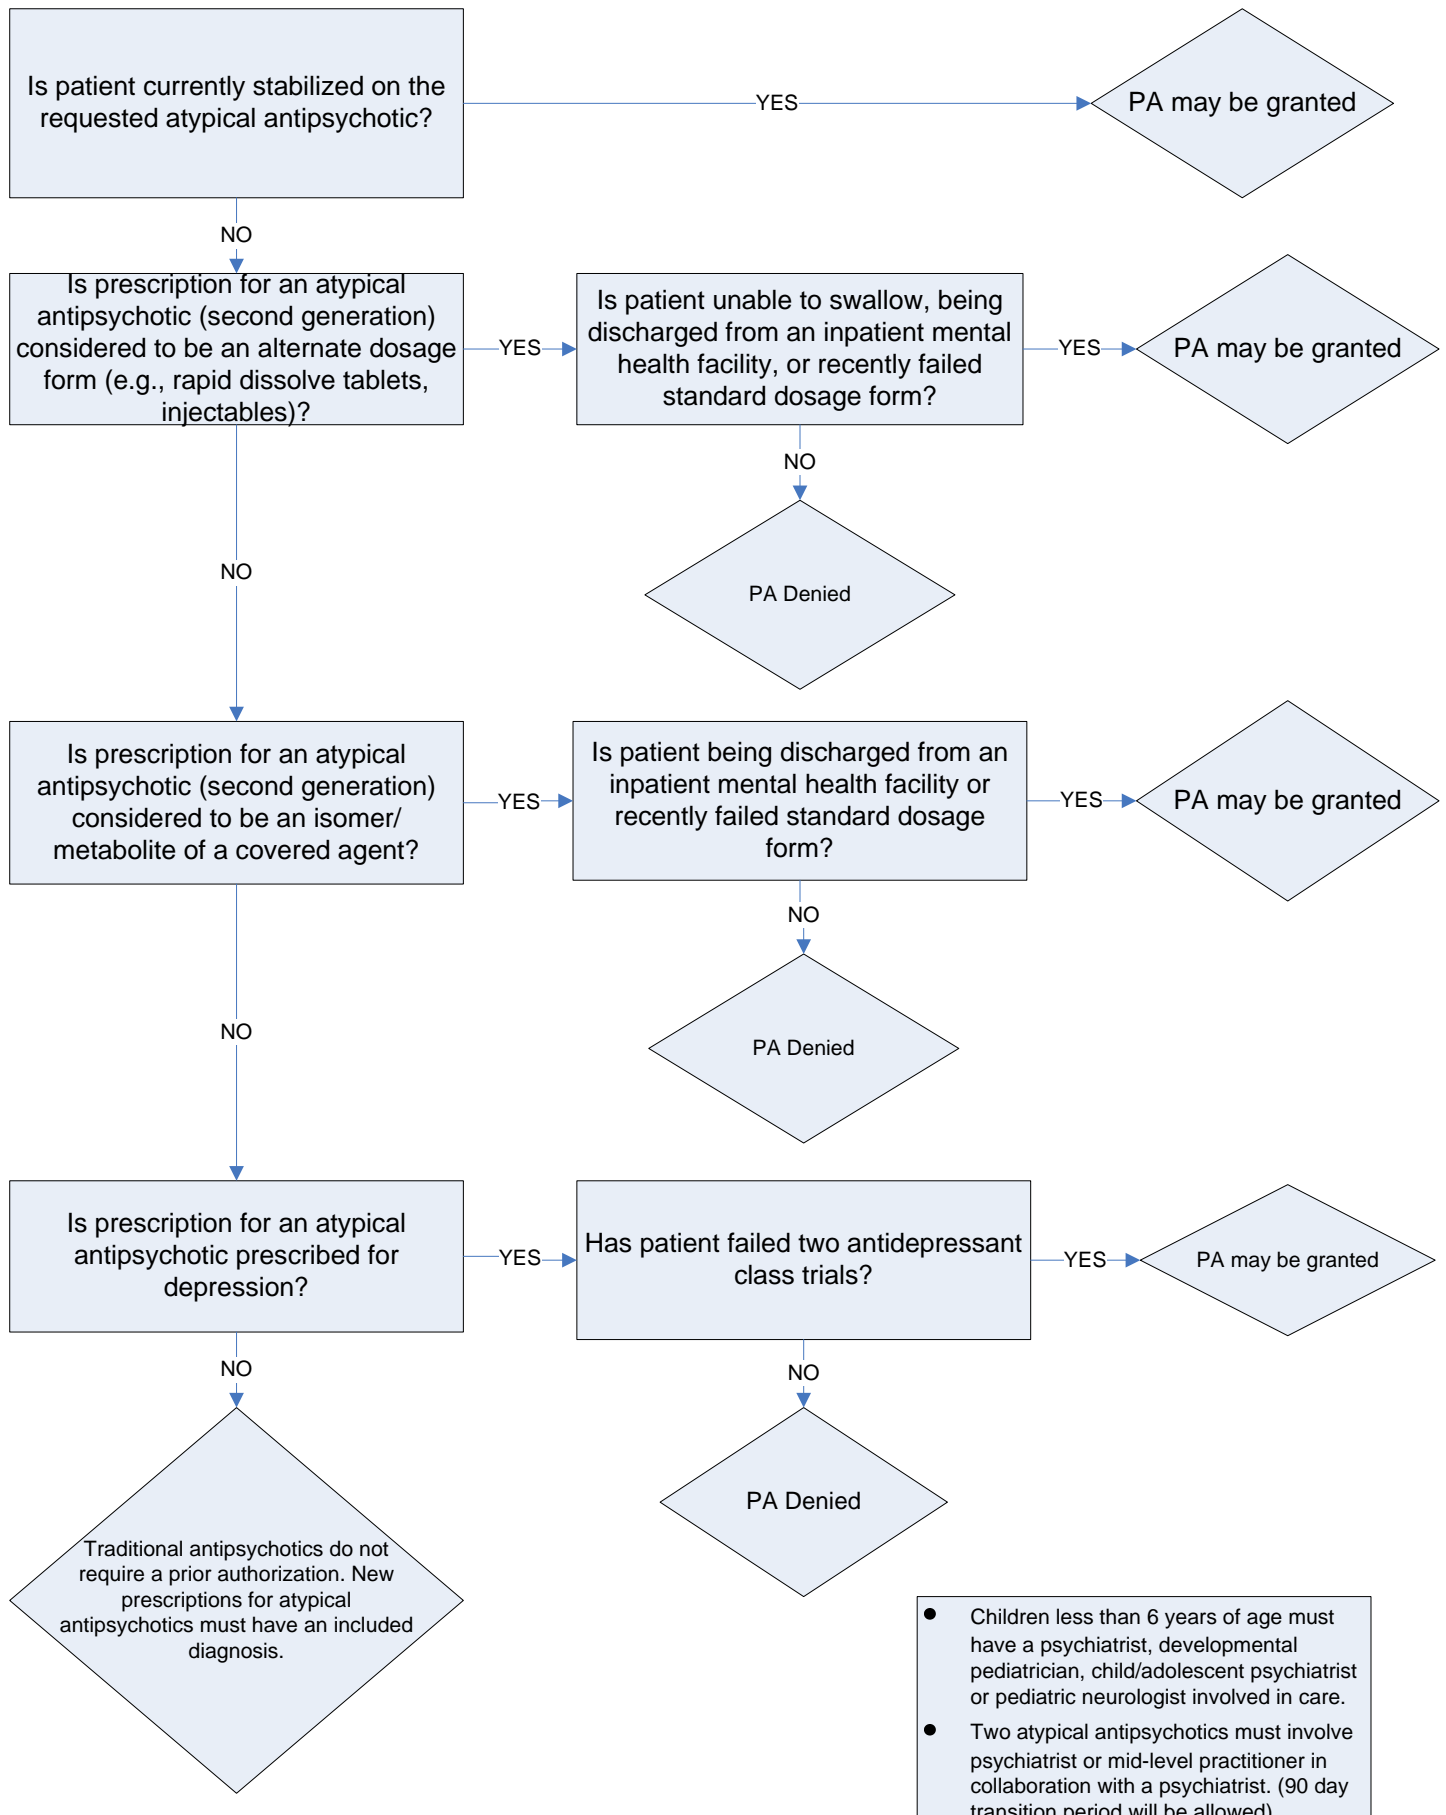 Is patient currently stabilized on the
requested atypical antipsychotic?
YES
PA may be granted
NO
Is prescription for an atypical
antipsychotic (second generation)
considered to be an alternate dosage
form (e.g., rapid dissolve tablets,
injectables)?
YES
Is patient unable to swallow, being
discharged from an inpatient mental
health facility, or recently failed
standard dosage form?
YES
PA may be granted
NO
PA Denied
NO
Is prescription for an atypical
antipsychotic (second generation)
considered to be an isomer/
metabolite of a covered agent?
YES
Is patient being discharged from an
inpatient mental health facility or
recently failed standard dosage
form?
YES
PA may be granted
NO
PA Denied
NO
Is prescription for an atypical
antipsychotic prescribed for
depression?
YES
Has patient failed two antidepressant
class trials?
YES
PA may be granted
NO
PA Denied
NO
Traditional antipsychotics do not
require a prior authorization. New
prescriptions for atypical
antipsychotics must have an included
diagnosis.
● Children less than 6 years of age must
have a psychiatrist, developmental
pediatrician, child/adolescent psychiatrist
or pediatric neurologist involved in care.
● Two atypical antipsychotics must involve
psychiatrist or mid-level practitioner in
collaboration with a psychiatrist. (90 day
transition period will be allowed)